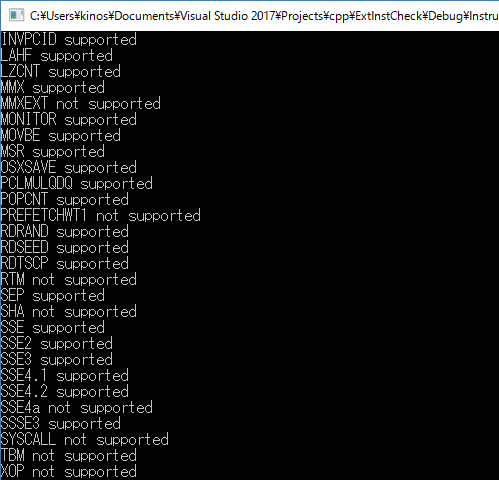 C:¥Users¥kinos¥Documents¥Visual Studio 2017¥Projects¥cpp¥ExtInstCheck¥Debug¥Instru
INVPCID supported
LAHF supported
LZCNT supported
MMX supported
MMXEXT not supported
MONITOR supported
MOVBE supported
MSR supported
OSXSAVE supported
PCLMULQDQ supported
POPCNT supported
PREFETCHWT1 not supported
RDRAND supported
RDSEED supported
RDTSCP supported
RTM not supported
SEP supported
SHA not supported
SSE supported
SSE2 supported
SSE3 supported
SSE4.1 supported
SSE4.2 supported
SSE4a not supported
SSSE3 supported
SYSCALL not supported
TBM not supported
XOP not supported